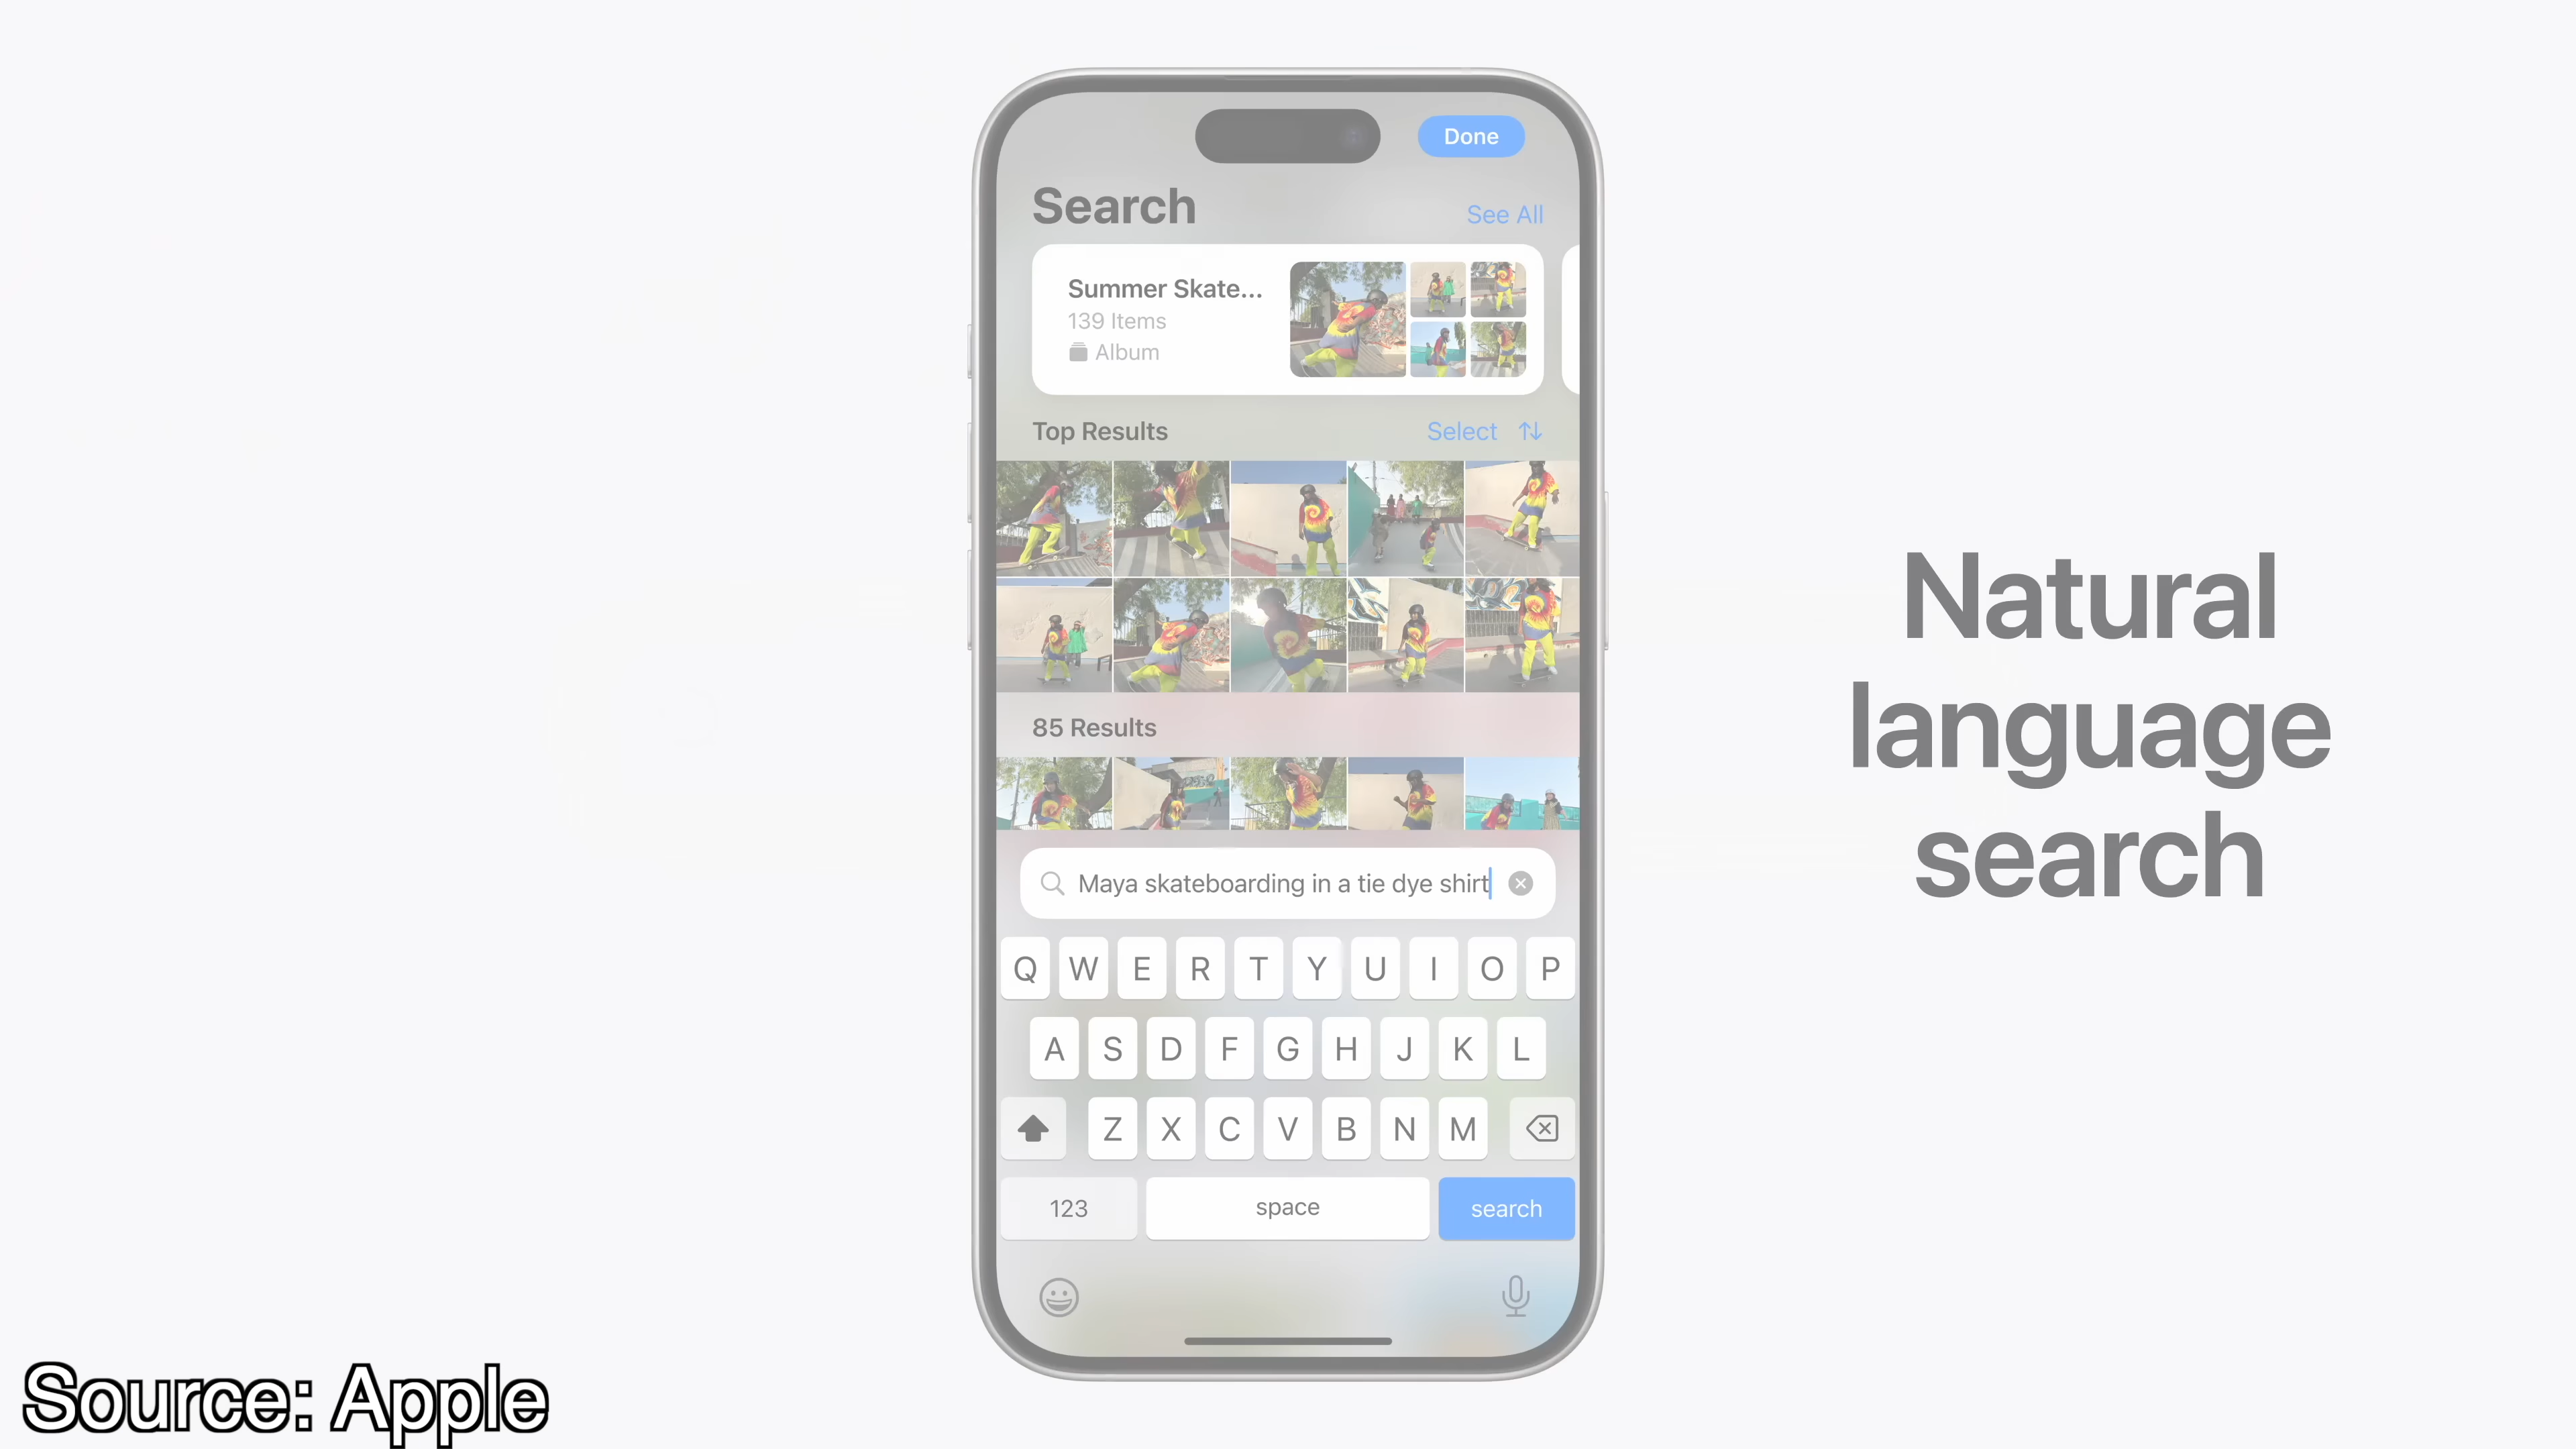 Done
Search
See All
Summer Skate...
139 Items
Album
Top Results
Select
85 Results
Maya skateboarding in a tie dye shirt
Q W E R T Y U I O P
A S D F G H J K L
Z X C V B N M
123 space search
Natural
language
search
Source: Apple